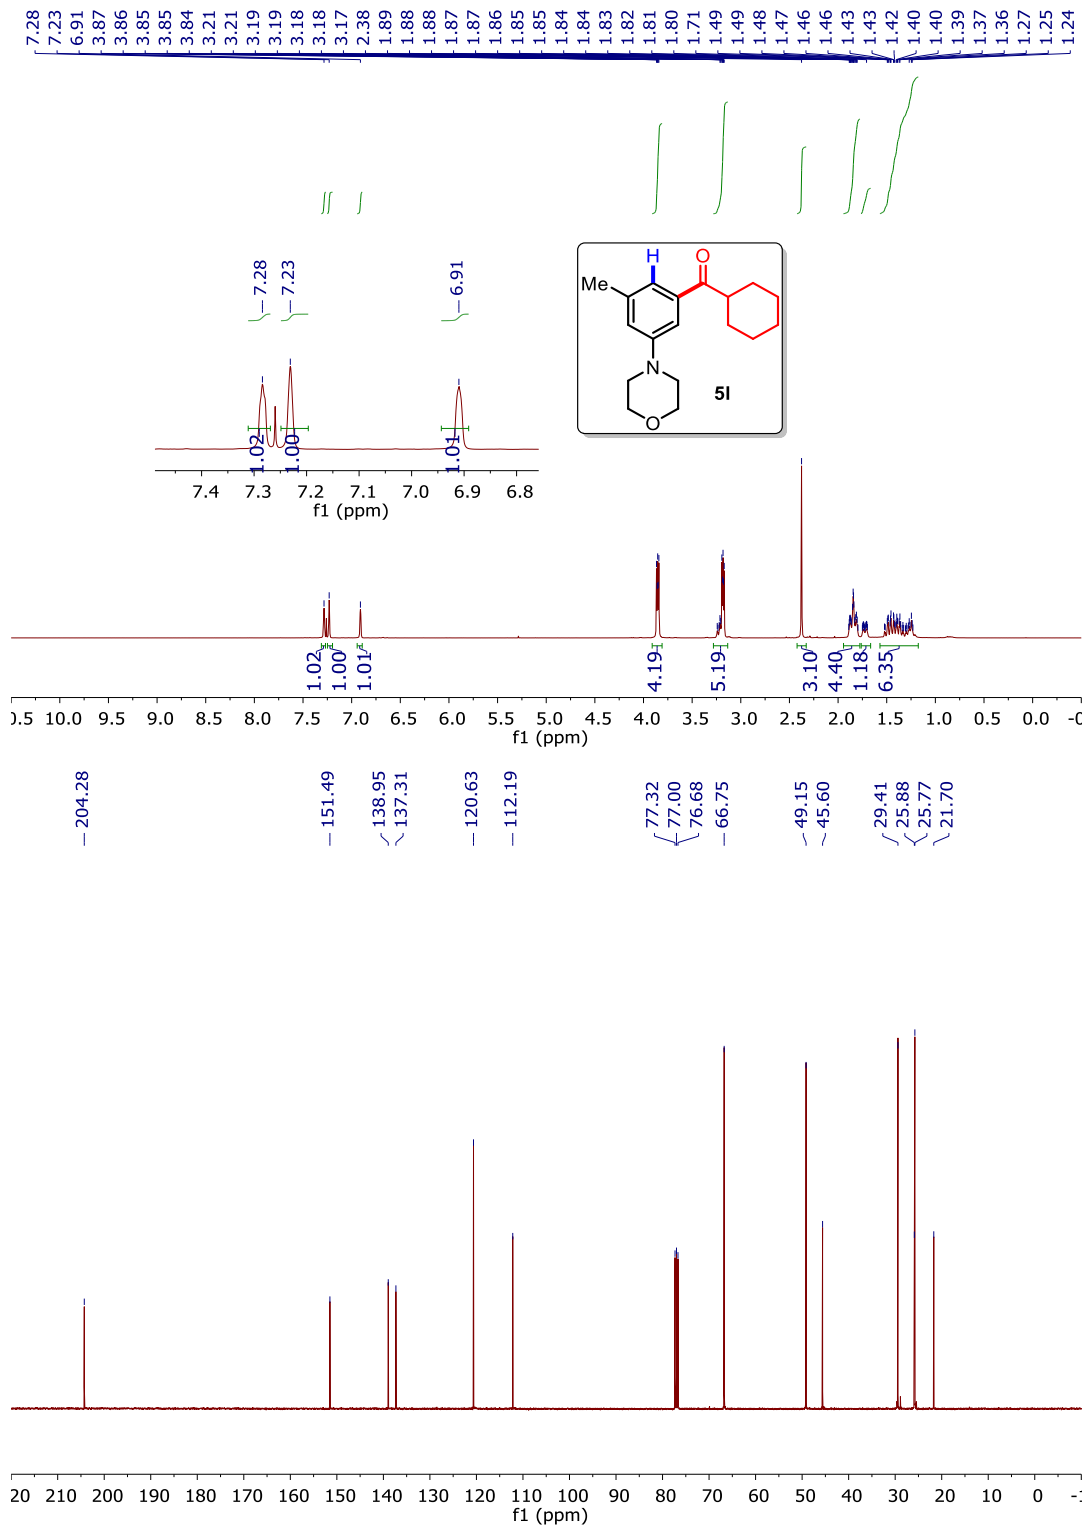 7.28 7.23 6.91 3.87 3.86 3.85 3.85 3.84 3.21 3.21 3.19 3.19 3.18 3.18 3.17 2.38 1.89 1.88 1.88 1.87 1.87 1.86 1.85 1.85 1.84 1.84 1.83 1.82 1.81 1.80 1.71 1.49 1.49 1.48 1.47 1.46 1.46 1.43 1.43 1.42 1.40 1.40 1.39 1.37 1.36 1.27 1.25 1.24
7.28 7.23 6.91
H O
Me
N
5l
O
1.02 1.00 1.01
7.4 7.3 7.2 7.1 7.0 6.9 6.8
f1 (ppm)
1.02 1.00 1.01 4.19 5.19 3.10 4.40 1.18 6.35
0.5 10.0 9.5 9.0 8.5 8.0 7.5 7.0 6.5 6.0 5.5 5.0 4.5 4.0 3.5 3.0 2.5 2.0 1.5 1.0 0.5 0.0 -0
f1 (ppm)
204.28 151.49 138.95 137.31 120.63 112.19 77.32 77.00 76.68 66.75 49.15 45.60 29.41 25.88 25.77 21.70
20 210 200 190 180 170 160 150 140 130 120 110 100 90 80 70 60 50 40 30 20 10 0 -1
f1 (ppm)